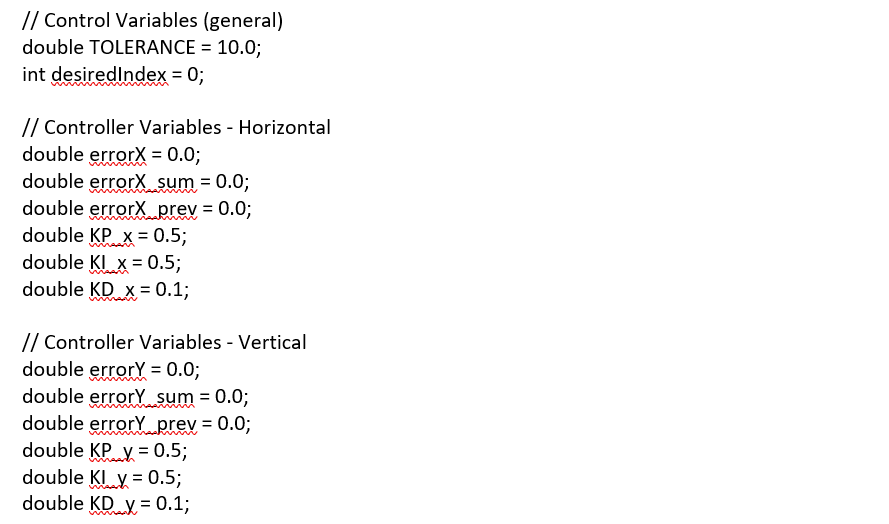 // Control Variables (general)
double TOLERANCE = 10.0;
int desiredIndex = 0;
// Controller Variables - Horizontal
double errorX = 0.0;
double errorX_sum = 0.0;
double errorX_prev = 0.0;
double KP_x = 0.5;
double KI_x = 0.5;
double KD_x = 0.1;
// Controller Variables - Vertical
double errorY = 0.0;
double errorY_sum = 0.0;
double errorY_prev = 0.0;
double KP_y = 0.5;
double KI_y = 0.5;
double KD_y = 0.1;